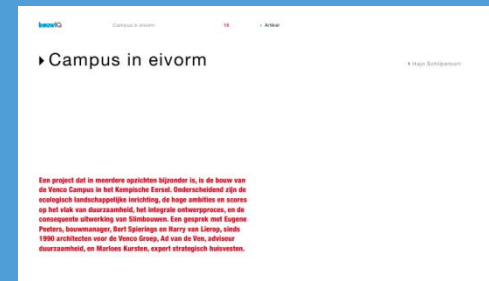 bouwIQ Campus in eivorm 18 Artikel
Campus in eivorm
Hajo Schilperoort
Een project dat in meerdere opzichten bijzonder is, is de bouw van
de Venco Campus in het Kempische Eersel. Onderscheidend zijn de
ecologisch landschappelijke inrichting, de hoge ambities en scores
op het vlak van duurzaamheid, het integrale ontwerpproces, en de
consequente uitwerking van Slimbouwen. Een gesprek met Eugene
Peeters, bouwmanager, Bert Spierings en Harry van Lierop, sinds
1990 architecten voor de Venco Groep, Ad van de Ven, adviseur
duurzaamheid, en Marloes Kursten, expert strategisch huisvesten.